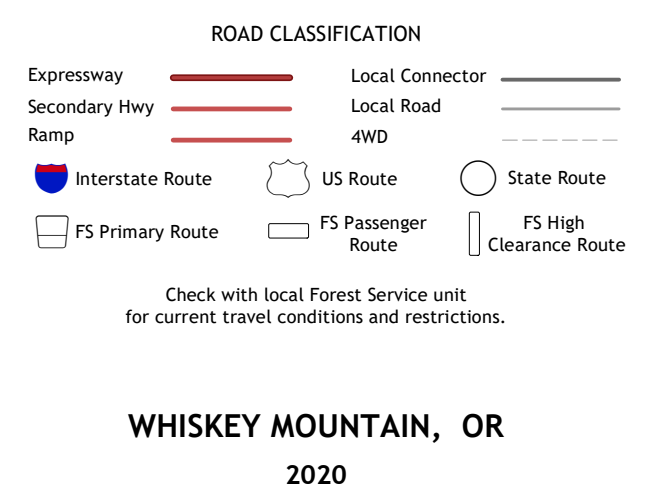 ROAD CLASSIFICATION
Expressway
Local Connector
Secondary Hwy
Local Road
Ramp
4WD
Interstate Route
US Route
State Route
FS Primary Route
FS Passenger
Route
FS High
Clearance Route
Check with local Forest Service unit
for current travel conditions and restrictions.
WHISKEY MOUNTAIN, OR
2020